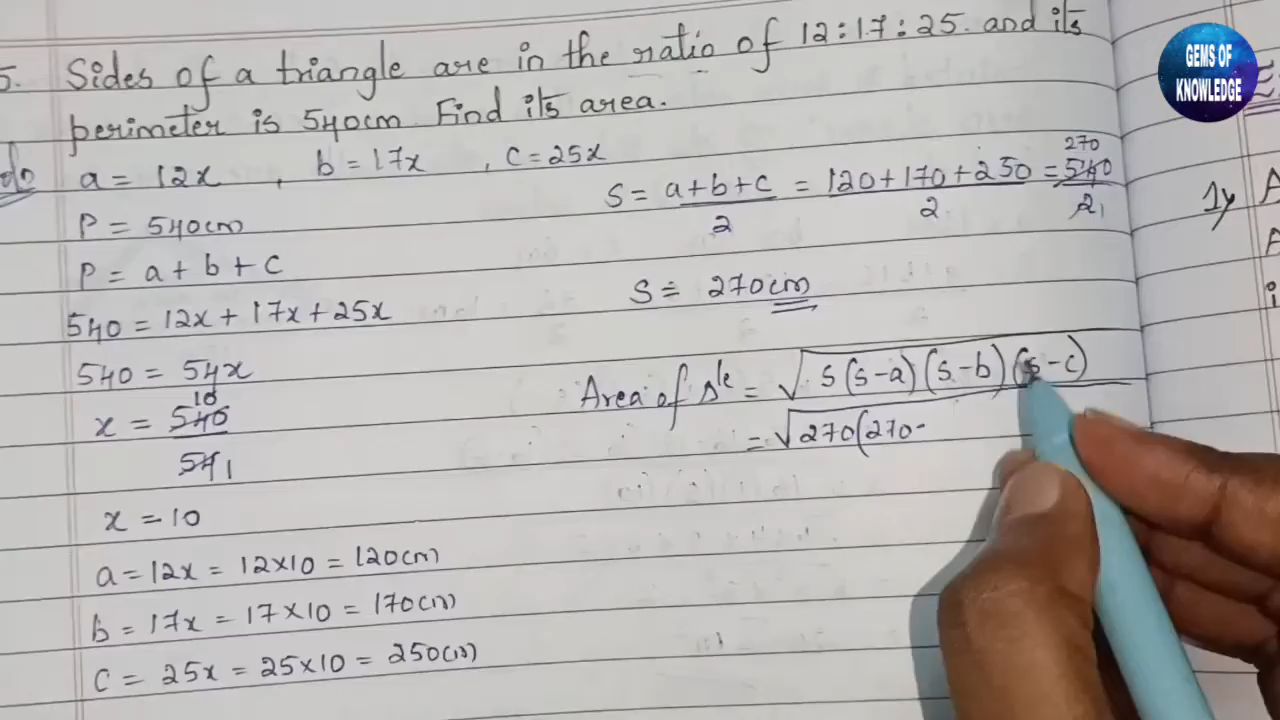 5. Sides of a triangle are in the ratio of 12:17:25. and its
perimeter is 540cm Find its area.
a = 12x , b = 17x , c = 25x
P = 540cm
P = a + b + c
540 = 12x + 17x + 25x
540 = 54x
10
x = 540
54 1
x = 10
a = 12x = 12×10 = 120cm
b = 17x = 17×10 = 170cm
c = 25x = 25×10 = 250cm
270
S = a+b+c = 120+170+250 = 540
2 2 2 1
S = 270cm
Area of Δle = √S(S-a)(S-b)(S-c)
= √270(270-
GEMS OF
KNOWLEDGE
1y A
A
i